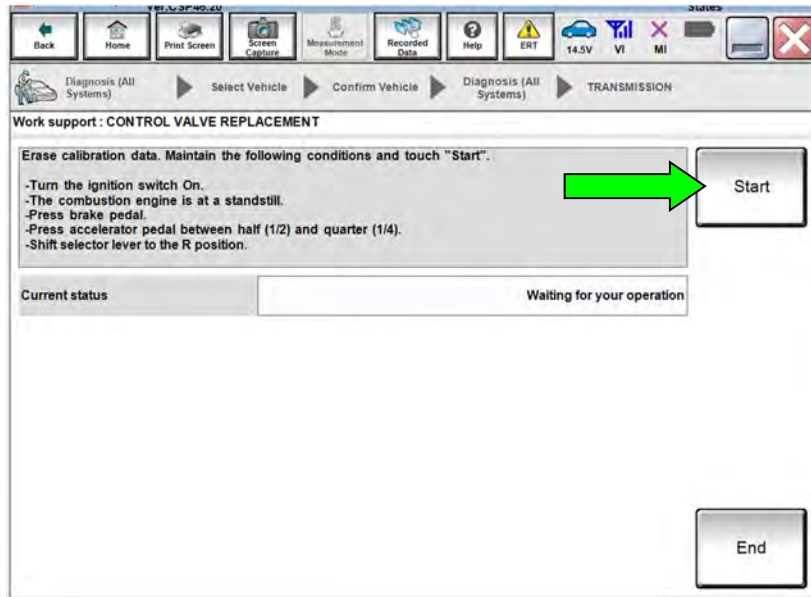 Ver.CSP46.20
States
Back
Home
Print Screen
Screen Capture
Measurement Mode
Recorded Data
Help
ERT
14.5V
VI
MI
Diagnosis (All Systems)
Select Vehicle
Confirm Vehicle
Diagnosis (All Systems)
TRANSMISSION
Work support : CONTROL VALVE REPLACEMENT
Erase calibration data. Maintain the following conditions and touch "Start".
-Turn the ignition switch On.
-The combustion engine is at a standstill.
-Press brake pedal.
-Press accelerator pedal between half (1/2) and quarter (1/4).
-Shift selector lever to the R position.
Start
Current status
Waiting for your operation
End